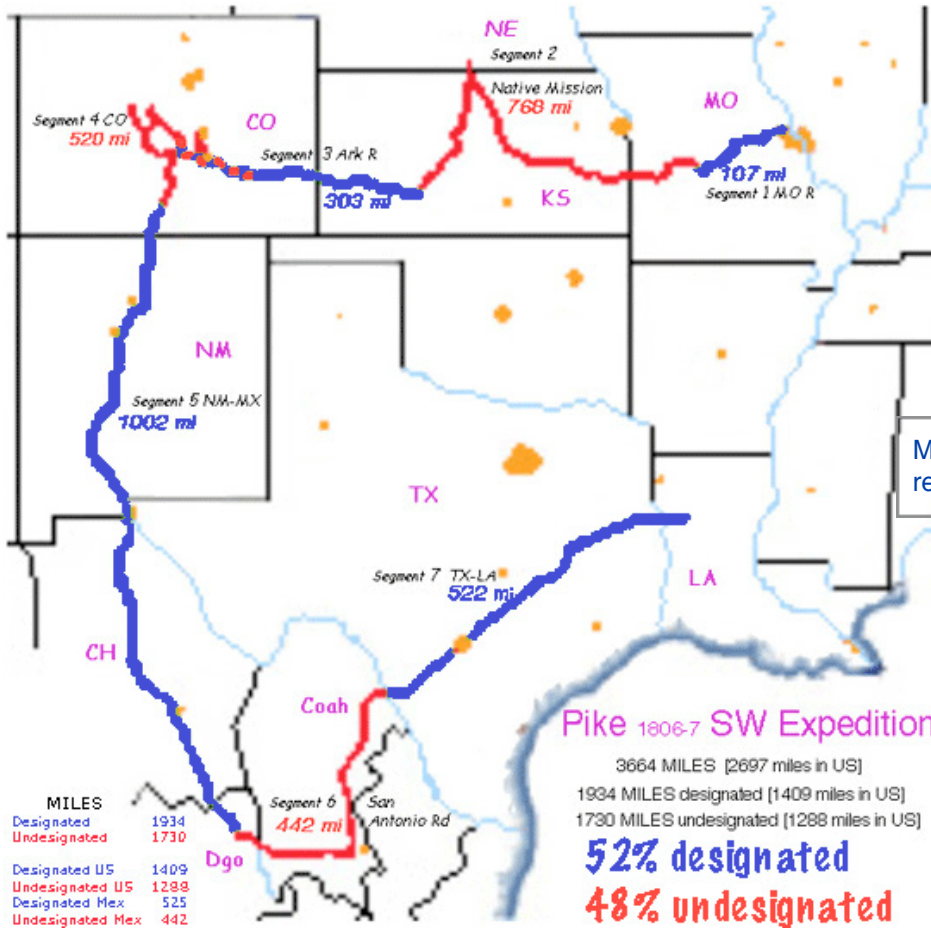 NE
Segment 2
Native Mission
768 mi
MO
Segment 4 CO
520 mi
CO
Segment 3 Ark R
303 mi
KS
107 mi
Segment 1 MO R
NM
Segment 5 NM-MX
1002 mi
TX
M
re
Segment 7 TX-LA
522 mi
LA
CH
Coah
Segment 6
442 mi
San
Antonio Rd
Dgo
Pike 1806-7 SW Expedition
3664 MILES [2697 miles in US]
1934 MILES designated [1409 miles in US]
1730 MILES undesignated [1288 miles in US]
52% designated
48% undesignated
MILES
Designated 1934
Undesignated 1730
Designated US 1409
Undesignated US 1288
Designated Mex 525
Undesignated Mex 442